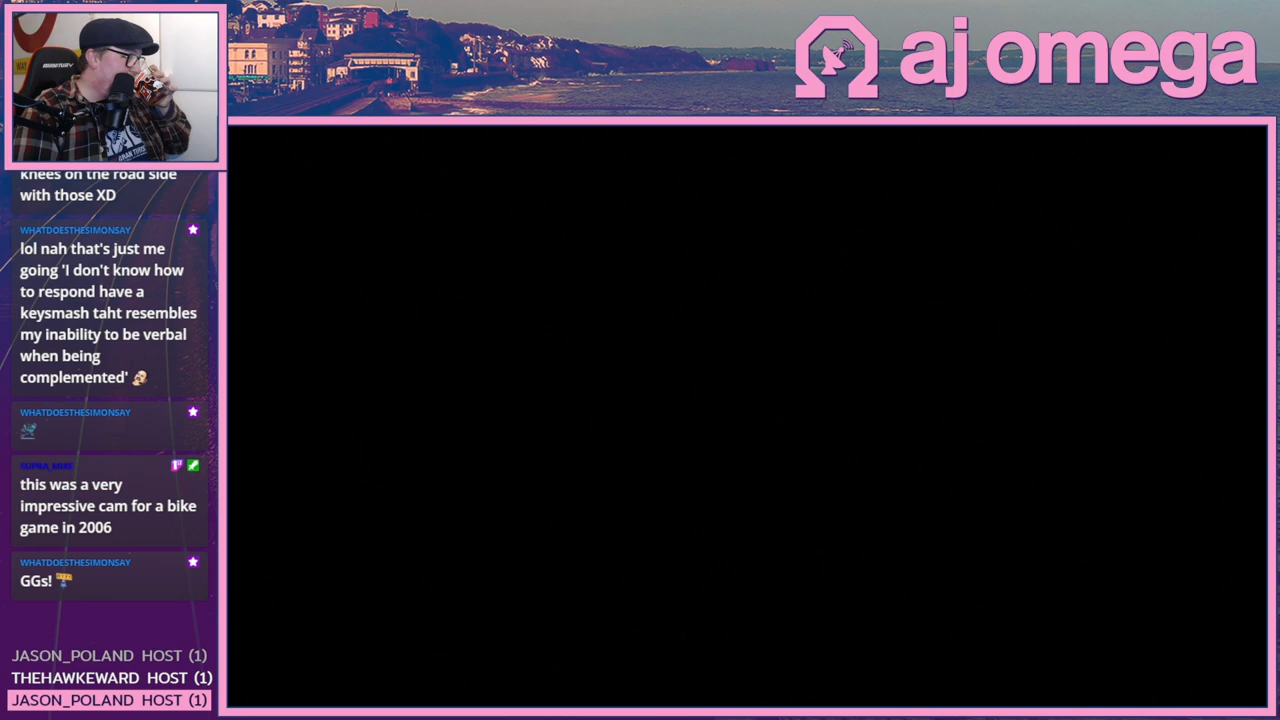 aj omega
knees on the road side
with those XD
WHATDOESTHESIMONSAY
lol nah that's just me
going 'I don't know how
to respond have a
keysmash taht resembles
my inability to be verbal
when being
complemented'
WHATDOESTHESIMONSAY
SUPRA_MIKE
this was a very
impressive cam for a bike
game in 2006
WHATDOESTHESIMONSAY
GGs!
JASON_POLAND HOST (1)
THEHAWKEWARD HOST (1)
JASON_POLAND HOST (1)